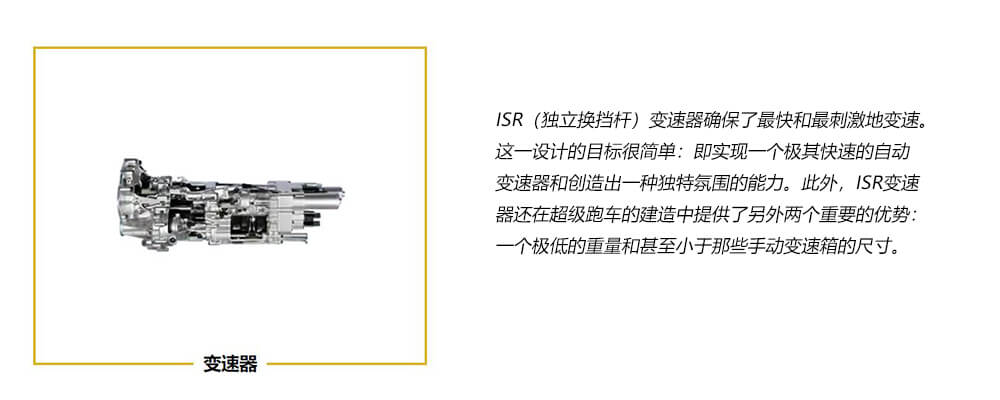 ISR（独立换挡杆）变速器确保了最快和最刺激地变速。
这一设计的目标很简单：即实现一个极其快速的自动
变速器和创造出一种独特氛围的能力。此外，ISR变速
器还在超级跑车的建造中提供了另外两个重要的优势：
一个极低的重量和甚至小于那些手动变速箱的尺寸。
变速器